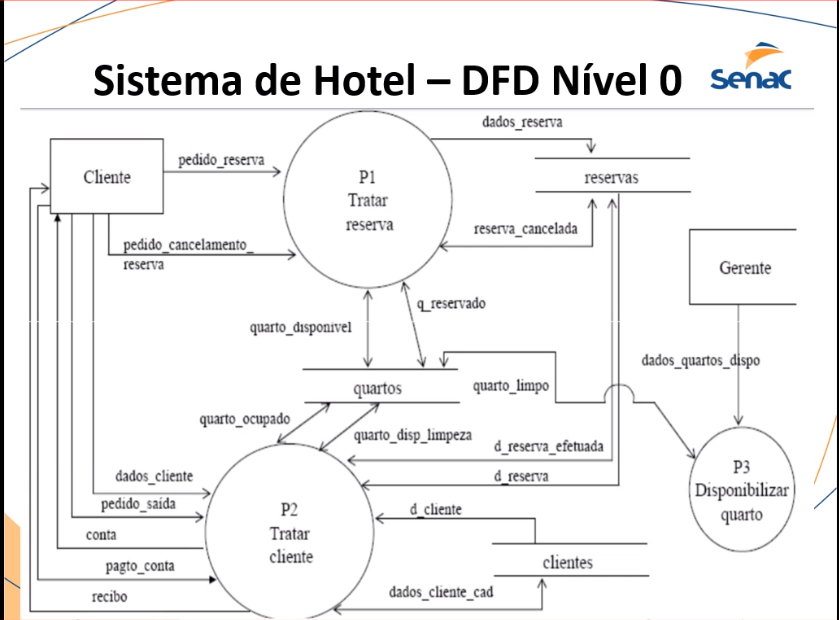 Sistema de Hotel – DFD Nível 0
Senac
dados_reserva
pedido_reserva
Cliente
P1
Tratar
reserva
reservas
pedido_cancelamento_
reserva
reserva_cancelada
Gerente
q_reservado
quarto_disponivel
dados_quartos_dispo
quartos
quarto_limpo
quarto_ocupado
quarto_disp_limpeza
d_reserva_efetuada
dados_cliente
d_reserva
P3
Disponibilizar
quarto
pedido_saída
P2
Tratar
cliente
d_cliente
conta
clientes
pagto_conta
dados_cliente_cad
recibo